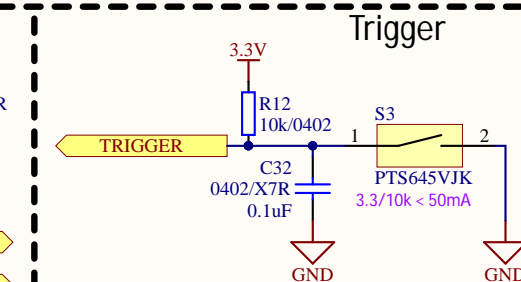 Trigger
3.3V
R
R12
10k/0402
TRIGGER
S3
1
2
C32
0402/X7R
0.1uF
PTS645VJK
3.3/10k < 50mA
GND
GND